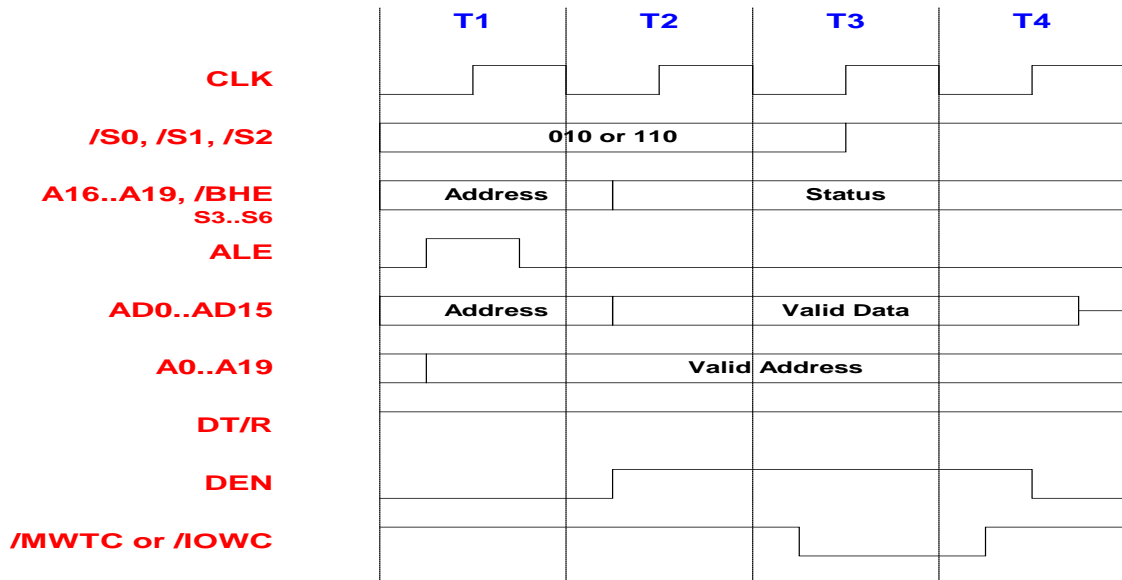 T1 T2 T3 T4
CLK
/S0, /S1, /S2 010 or 110
A16..A19, /BHE Address Status
S3..S6
ALE
AD0..AD15 Address Valid Data
A0..A19 Valid Address
DT/R
DEN
/MWTC or /IOWC